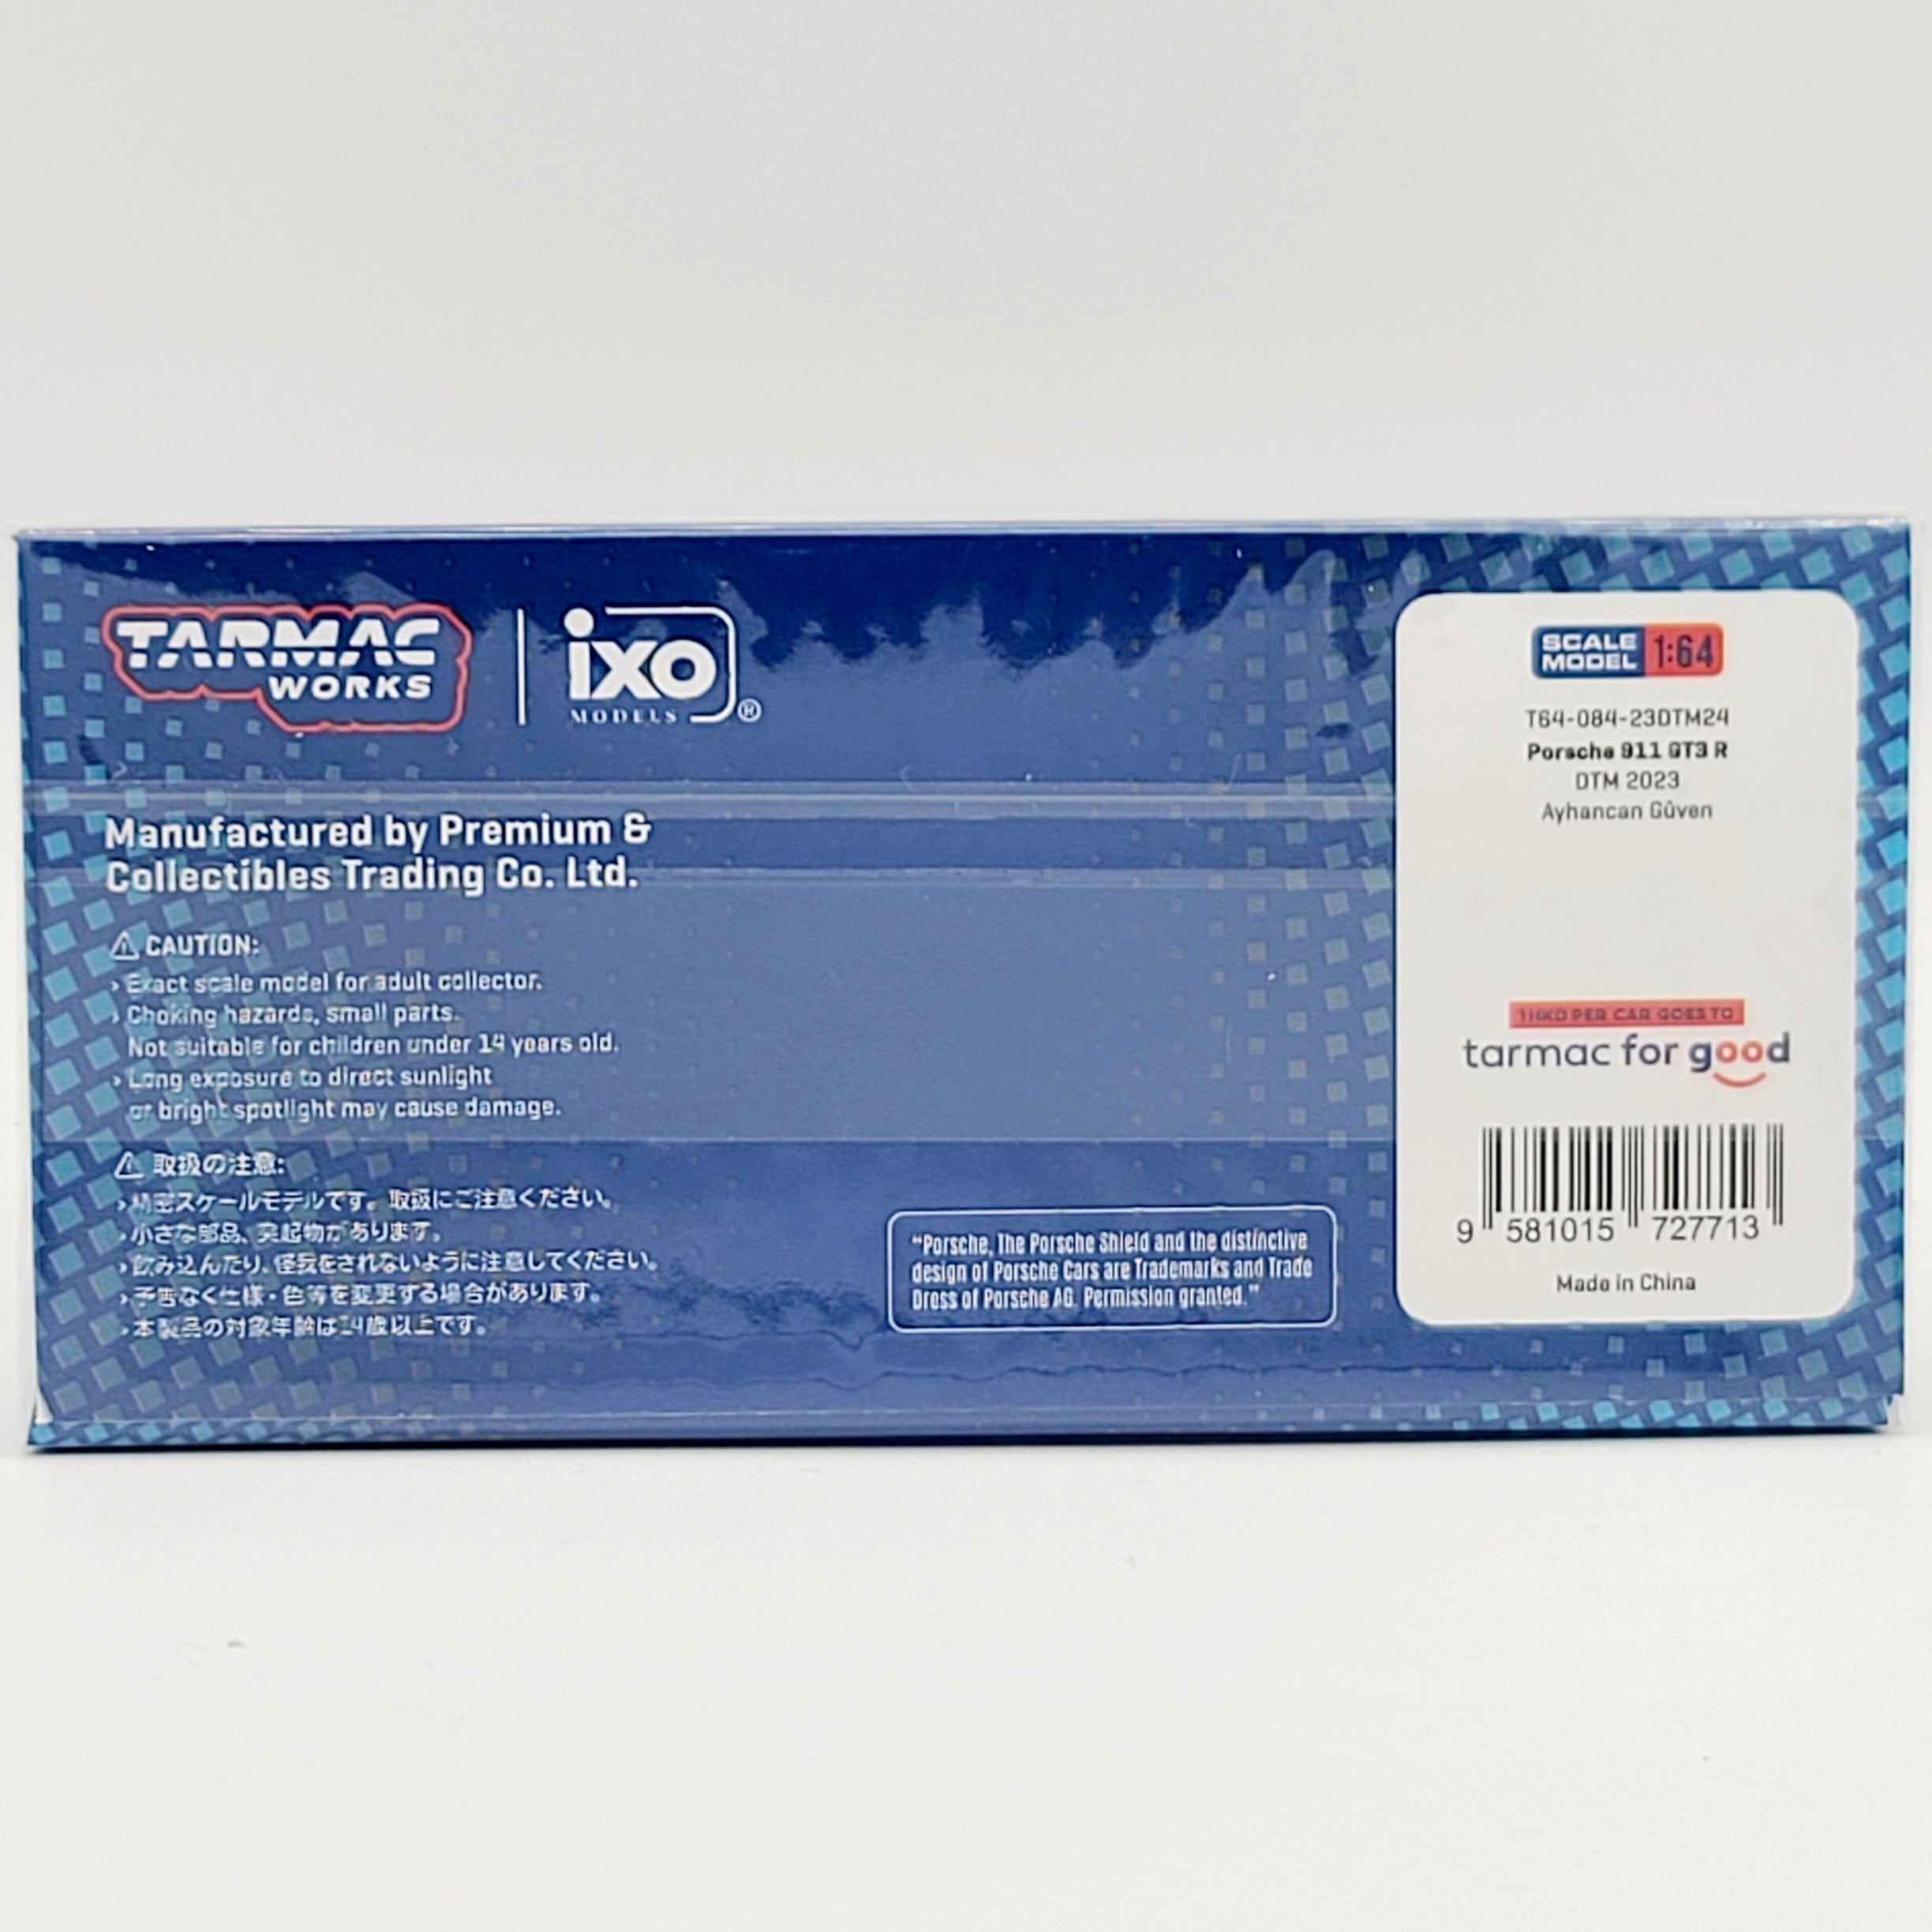 TARMAC
WORKS
ixo
MODELS ®
Manufactured by Premium &
Collectibles Trading Co. Ltd.
⚠ CAUTION:
› Exact scale model for adult collector.
› Choking hazards, small parts.
Not suitable for children under 14 years old.
› Long exposure to direct sunlight
or bright spotlight may cause damage.
⚠ 取扱の注意:
› 精密スケールモデルです。取扱にご注意ください。
› 小さな部品、突起物があります。
› 飲み込んだり、怪我をされないように注意してください。
› 予告なく仕様・色等を変更する場合があります。
› 本製品の対象年齢は14歳以上です。
"Porsche, The Porsche Shield and the distinctive
design of Porsche Cars are Trademarks and Trade
Dress of Porsche AG. Permission granted."
SCALE
MODEL 1:64
T64-084-23DTM24
Porsche 911 GT3 R
DTM 2023
Ayhancan Güven
1HKD PER CAR GOES TO
tarmac for good
9 581015 727713
Made in China